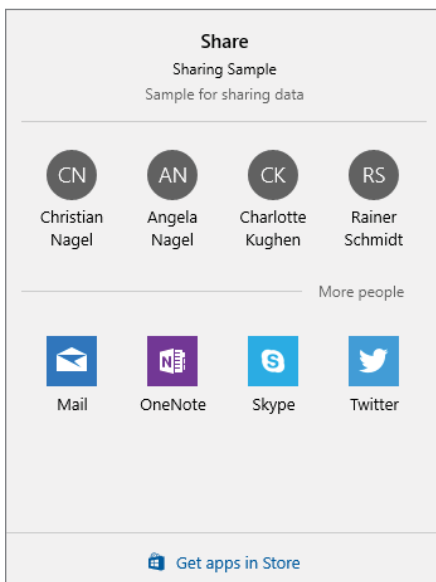 Share
Sharing Sample
Sample for sharing data
CN AN CK RS
Christian Angela Charlotte Rainer
Nagel Nagel Kughen Schmidt
More people
N S
Mail OneNote Skype Twitter
Get apps in Store